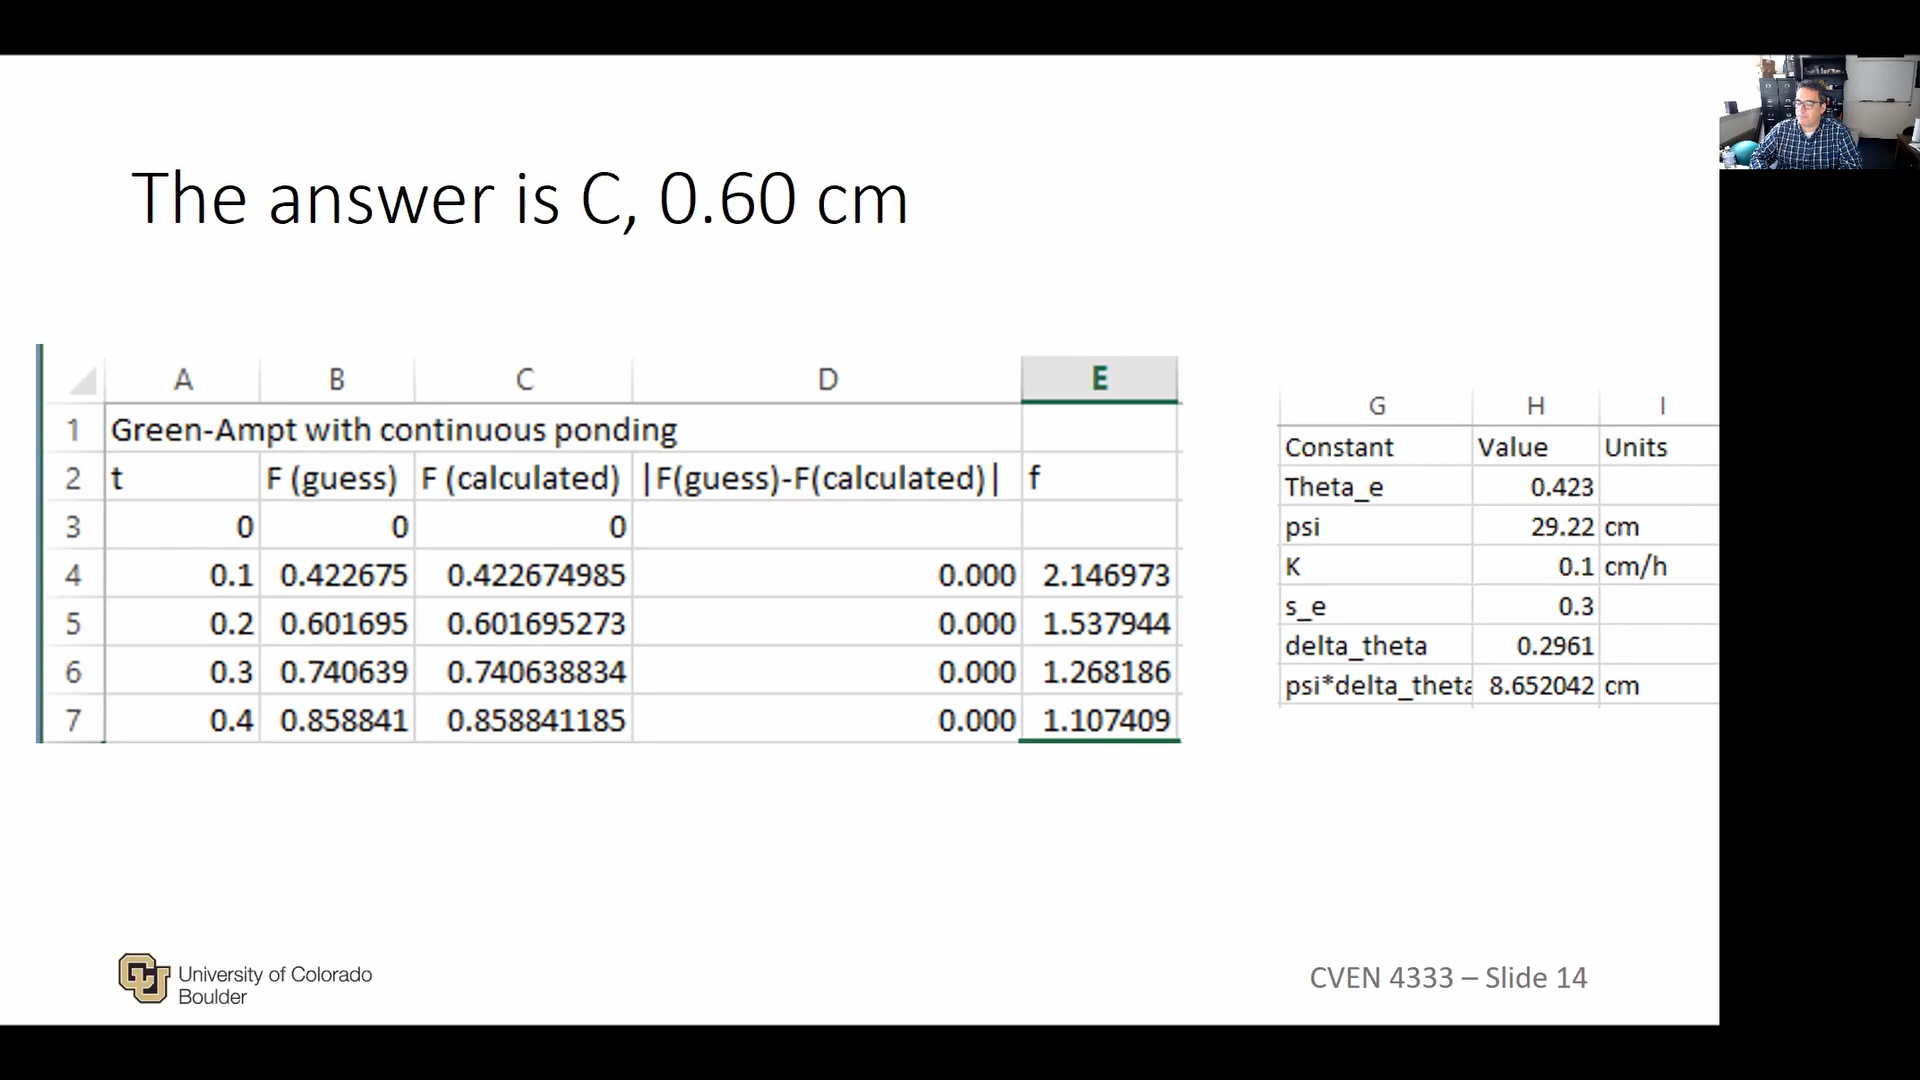 The answer is C, 0.60 cm
A B C D E
1 Green-Ampt with continuous ponding
2 t F (guess) F (calculated) |F(guess)-F(calculated)| f
3 0 0 0
4 0.1 0.422675 0.422674985 0.000 2.146973
5 0.2 0.601695 0.601695273 0.000 1.537944
6 0.3 0.740639 0.740638834 0.000 1.268186
7 0.4 0.858841 0.858841185 0.000 1.107409
G H I
Constant Value Units
Theta_e 0.423
psi 29.22 cm
K 0.1 cm/h
s_e 0.3
delta_theta 0.2961
psi*delta_theta 8.652042 cm
CU University of Colorado
Boulder
CVEN 4333 – Slide 14